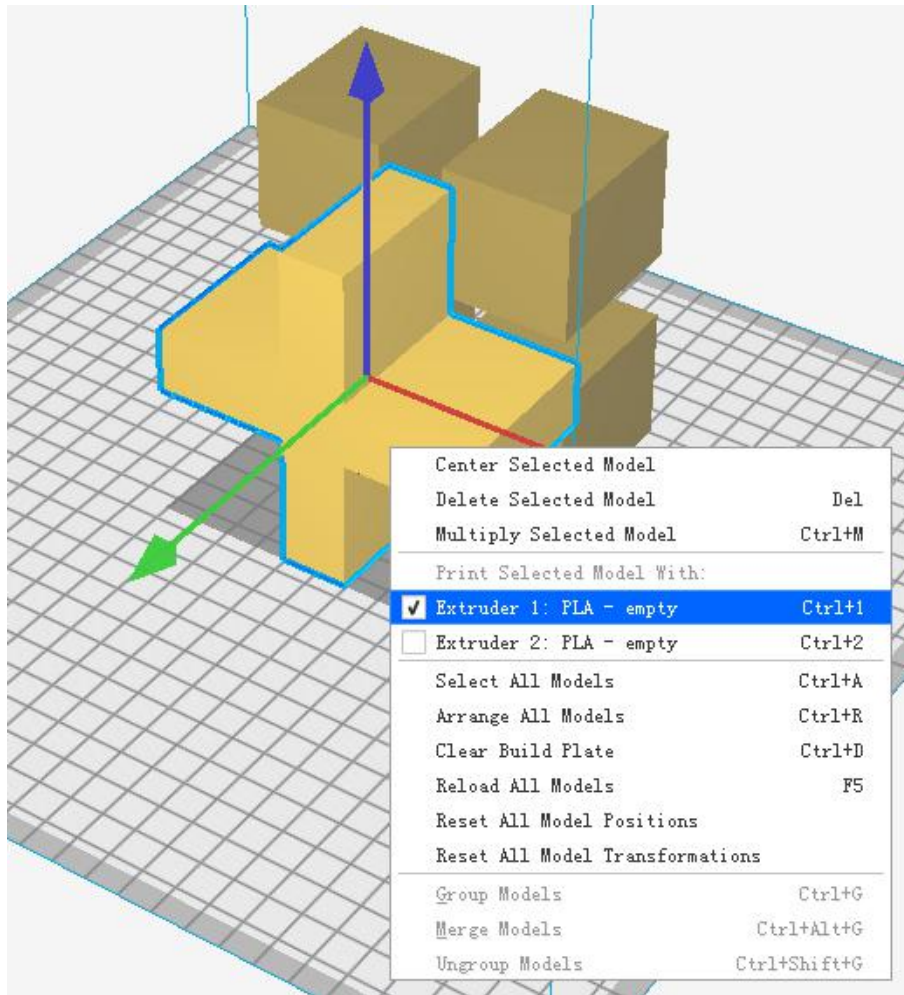 Center Selected Model
Delete Selected Model Del
Multiply Selected Model Ctrl+M
Print Selected Model With:
Extruder 1: PLA - empty Ctrl+1
Extruder 2: PLA - empty Ctrl+2
Select All Models Ctrl+A
Arrange All Models Ctrl+R
Clear Build Plate Ctrl+D
Reload All Models F5
Reset All Model Positions
Reset All Model Transformations
Group Models Ctrl+G
Merge Models Ctrl+Alt+G
Ungroup Models Ctrl+Shift+G